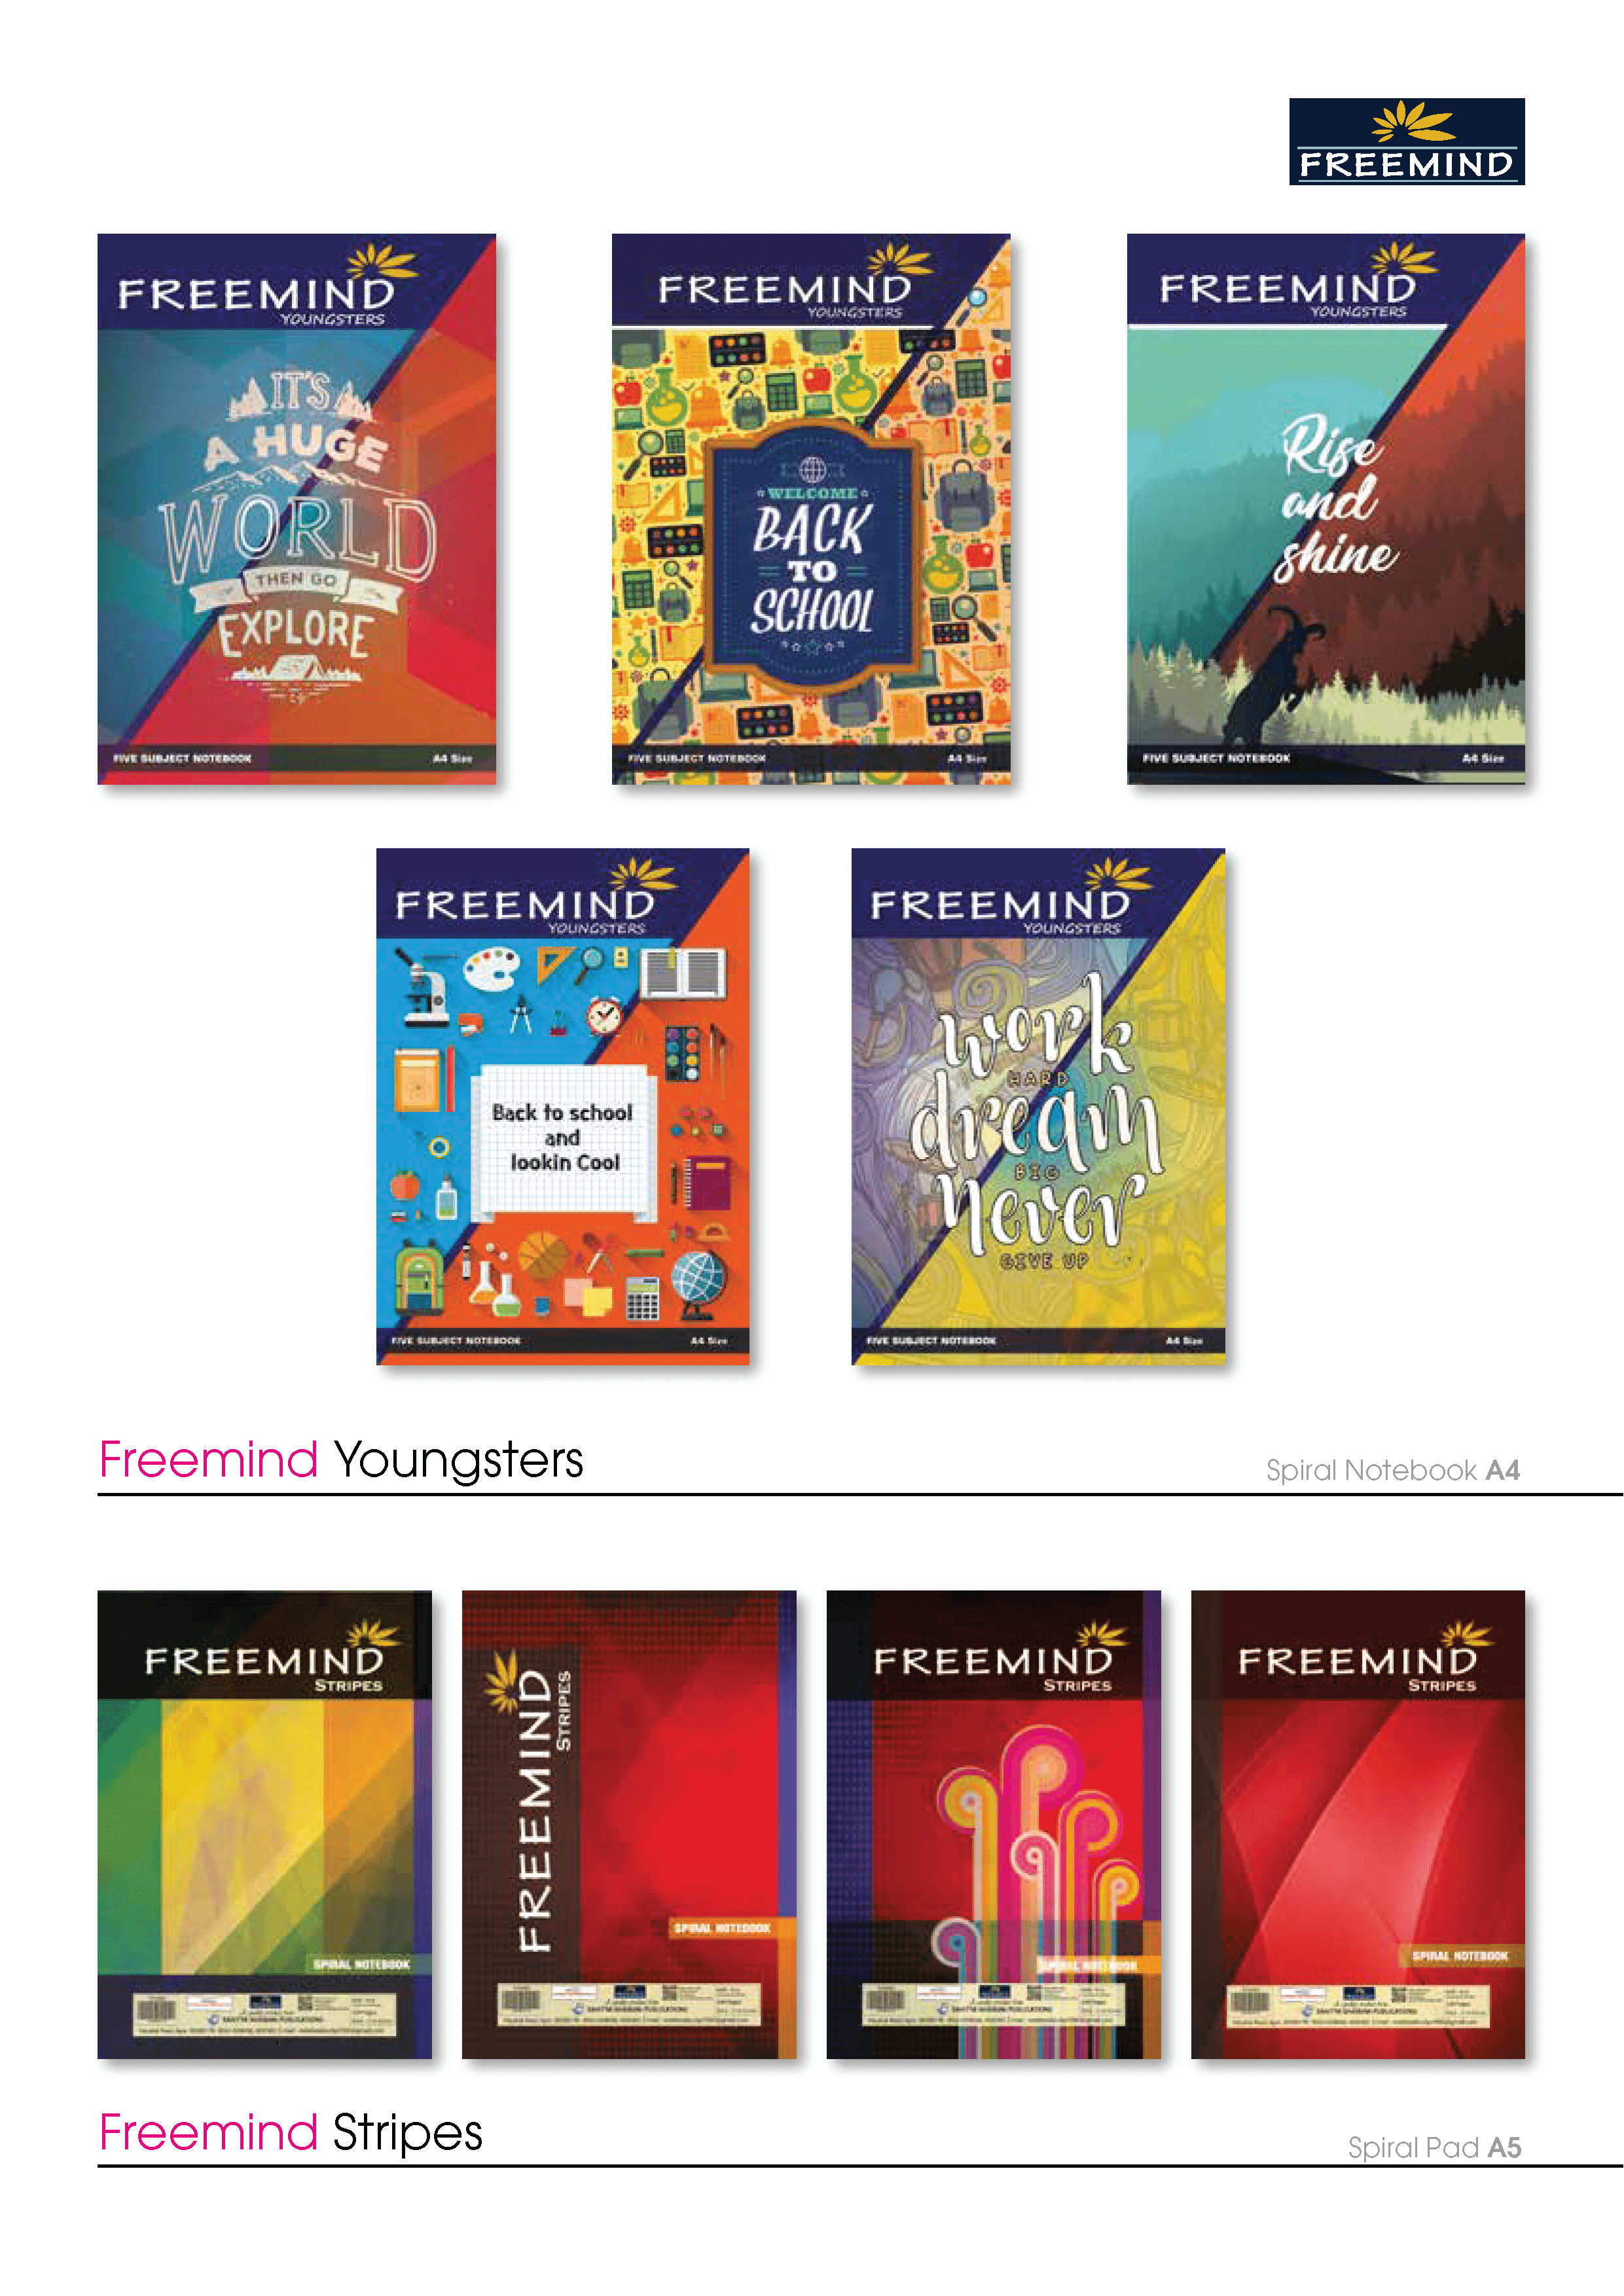 FREEMIND
FREEMIND
YOUNGSTERS
IT'S
A HUGE
WORLD
THEN GO
EXPLORE
FIVE SUBJECT NOTEBOOK A4 Size
FREEMIND
YOUNGSTERS
WELCOME
BACK
TO
SCHOOL
FIVE SUBJECT NOTEBOOK A4 Size
FREEMIND
YOUNGSTERS
Rise
and
shine
FIVE SUBJECT NOTEBOOK A4 Size
FREEMIND
YOUNGSTERS
Back to school
and
lookin Cool
FIVE SUBJECT NOTEBOOK A4 Size
FREEMIND
YOUNGSTERS
work
HARD
dream
BIG
never
GIVE UP
FIVE SUBJECT NOTEBOOK A4 Size
Freemind Youngsters
Spiral Notebook A4
FREEMIND
STRIPES
SPIRAL NOTEBOOK
FREEMIND
STRIPES
SPIRAL NOTEBOOK
FREEMIND
STRIPES
SPIRAL NOTEBOOK
FREEMIND
STRIPES
SPIRAL NOTEBOOK
Freemind Stripes
Spiral Pad A5